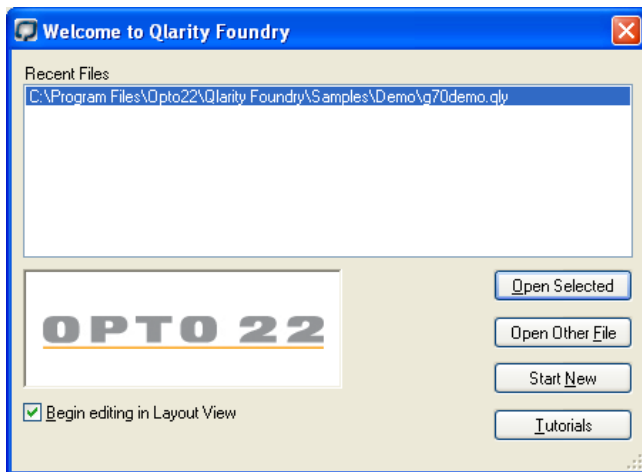 Welcome to Qlarity Foundry
Recent Files
C:\Program Files\Opto22\Qlarity Foundry\Samples\Demo\g70demo.qly
OPTO 22
Open Selected
Open Other File
Start New
Begin editing in Layout View
Tutorials